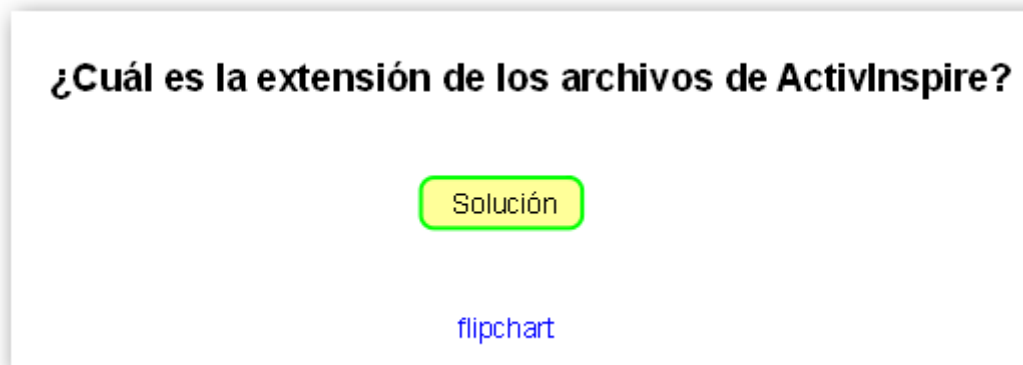 ¿Cuál es la extensión de los archivos de ActivInspire?
Solución
flipchart